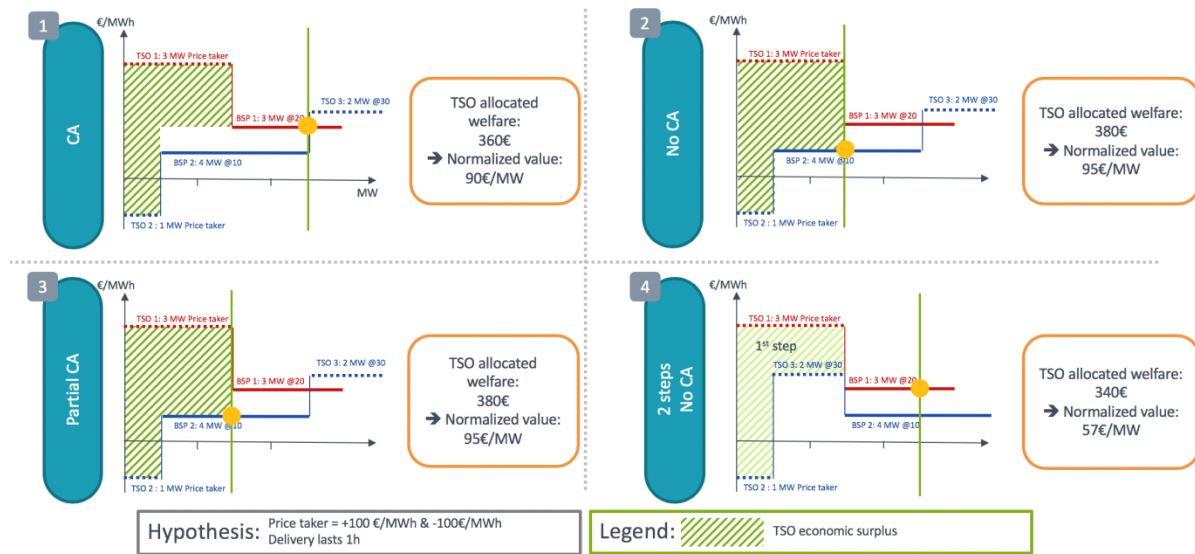 1
CA
€/MWh
TSO 1: 3 MW Price taker
TSO 3: 2 MW @30
BSP 1: 3 MW @20
BSP 2: 4 MW @10
MW
TSO 2 : 1 MW Price taker
TSO allocated
welfare:
360€
➔ Normalized value:
90€/MW
2
No CA
€/MWh
TSO 1: 3 MW Price taker
TSO 3: 2 MW @30
BSP 1: 3 MW @20
BSP 2: 4 MW @10
TSO 2 : 1 MW Price taker
TSO allocated
welfare:
380€
➔ Normalized value:
95€/MW
3
Partial CA
€/MWh
TSO 1: 3 MW Price taker
TSO 3: 2 MW @30
BSP 1: 3 MW @20
BSP 2: 4 MW @10
TSO 2 : 1 MW Price taker
TSO allocated
welfare:
380€
➔ Normalized value:
95€/MW
4
2 steps
No CA
€/MWh
TSO 1: 3 MW Price taker
1st step
TSO 3: 2 MW @30
BSP 1: 3 MW @20
BSP 2: 4 MW @10
TSO 2 : 1 MW Price taker
TSO allocated welfare:
340€
➔ Normalized value:
57€/MW
Hypothesis: Price taker = +100 €/MWh & -100€/MWh
Delivery lasts 1h
Legend: TSO economic surplus